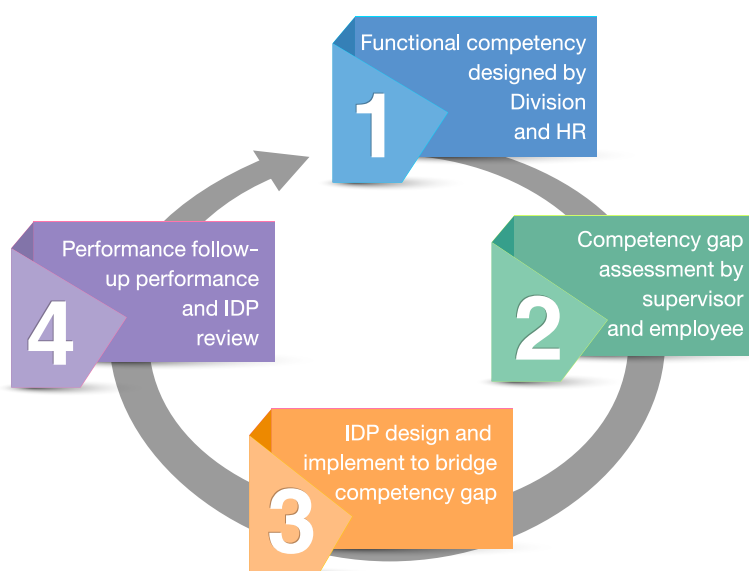 1
Functional competency
designed by
Division
and HR
2
Competency gap
assessment by
supervisor
and employee
3
IDP design and
implement to bridge
competency gap
4
Performance follow-
up performance
and IDP
review